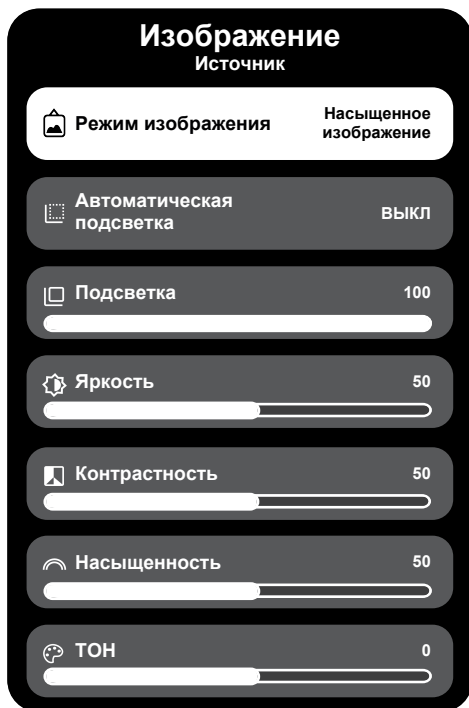 Изображение
Источник
Режим изображения
Насыщенное
изображение
Автоматическая
подсветка
ВЫКЛ
Подсветка
100
Яркость
50
Контрастность
50
Насыщенность
50
ТОН
0